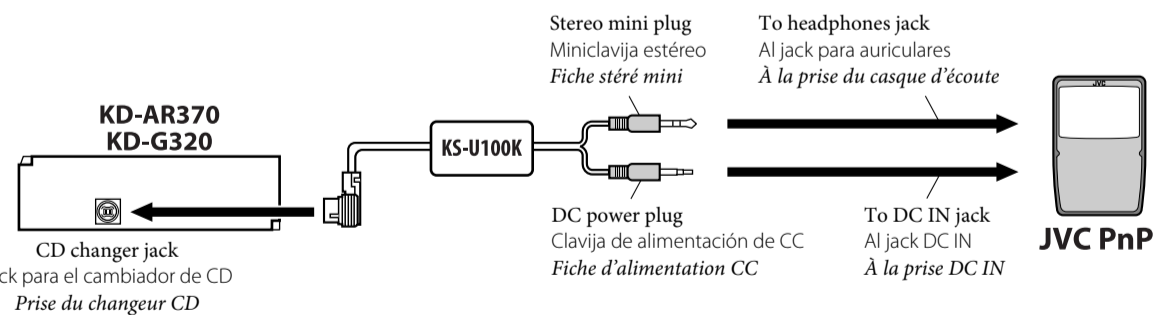 Stereo mini plug
Miniclavija estéreo
Fiche stéré mini
To headphones jack
Al jack para auriculares
À la prise du casque d'écoute
JVC
KD-AR370
KD-G320
KS-U100K
CD changer jack
ck para el cambiador de CD
Prise du changeur CD
DC power plug
Clavija de alimentación de CC
Fiche d'alimentation CC
To DC IN jack
Al jack DC IN
À la prise DC IN
JVC PnP